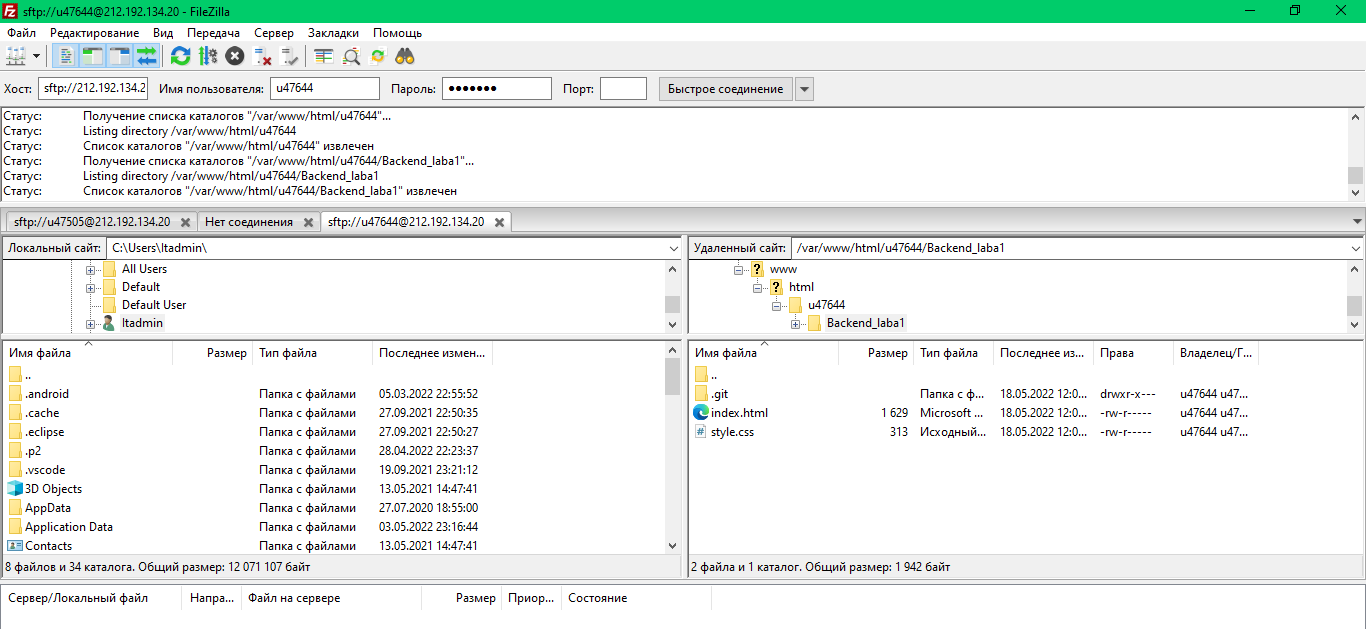 sftp://u47644@212.192.134.20 - FileZilla
Файл Редактирование Вид Передача Сервер Закладки Помощь
Хост: sftp://212.192.134.2 Имя пользователя: u47644 Пароль: ●●●●●●● Порт: Быстрое соединение
Статус: Получение списка каталогов "/var/www/html/u47644"...
Статус: Listing directory /var/www/html/u47644
Статус: Список каталогов "/var/www/html/u47644" извлечен
Статус: Получение списка каталогов "/var/www/html/u47644/Backend_laba1"...
Статус: Listing directory /var/www/html/u47644/Backend_laba1
Статус: Список каталогов "/var/www/html/u47644/Backend_laba1" извлечен
sftp://u47505@212.192.134.20 Нет соединения sftp://u47644@212.192.134.20
Локальный сайт: C:\Users\ltadmin\
All Users
Default
Default User
ltadmin
Имя файла Размер Тип файла Последнее измен...
..
.android Папка с файлами 05.03.2022 22:55:52
.cache Папка с файлами 27.09.2021 22:50:35
.eclipse Папка с файлами 27.09.2021 22:50:27
.p2 Папка с файлами 28.04.2022 22:23:37
.vscode Папка с файлами 19.09.2021 23:21:12
3D Objects Папка с файлами 13.05.2021 14:47:41
AppData Папка с файлами 27.07.2020 18:55:00
Application Data Папка с файлами 03.05.2022 23:16:44
Contacts Папка с файлами 13.05.2021 14:47:41
8 файлов и 34 каталога. Общий размер: 12 071 107 байт
Удаленный сайт: /var/www/html/u47644/Backend_laba1
www
html
u47644
Backend_laba1
Имя файла Размер Тип файла Последнее из... Права Владелец/Г...
..
.git Папка с ф... 18.05.2022 12:0... drwxr-x--- u47644 u47...
index.html 1 629 Microsoft ... 18.05.2022 12:0... -rw-r----- u47644 u47...
style.css 313 Исходный... 18.05.2022 12:0... -rw-r----- u47644 u47...
2 файла и 1 каталог. Общий размер: 1 942 байт
Сервер/Локальный файл Напра... Файл на сервере Размер Приор... Состояние